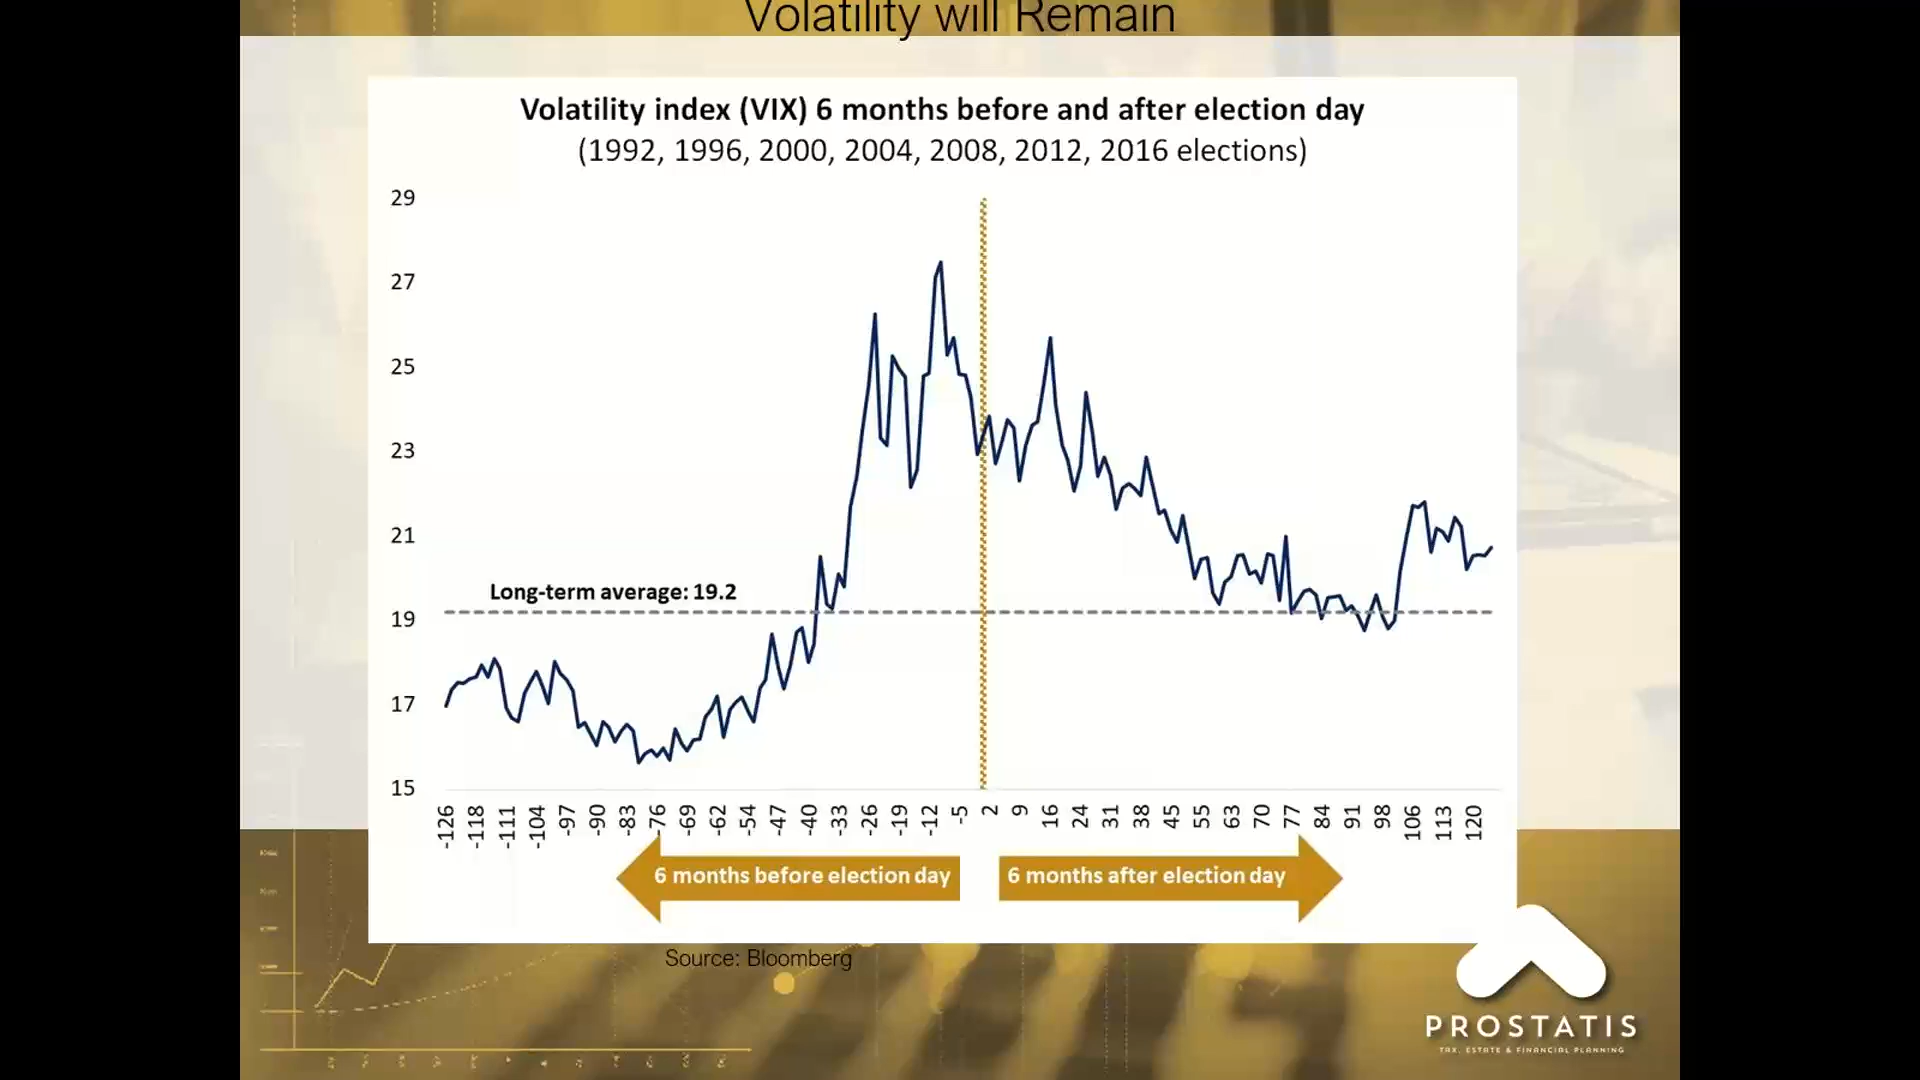 Volatility will Remain
Volatility index (VIX) 6 months before and after election day
(1992, 1996, 2000, 2004, 2008, 2012, 2016 elections)
29
27
25
23
21
19
17
15
Long-term average: 19.2
-126 -118 -111 -104 -97 -90 -83 -76 -69 -62 -54 -47 -40 -33 -26 -19 -12 -5 2 9 16 24 31 38 45 55 63 70 77 84 91 98 106 113 120
6 months before election day
6 months after election day
Source: Bloomberg
PROSTATIS
TAX, ESTATE & FINANCIAL PLANNING